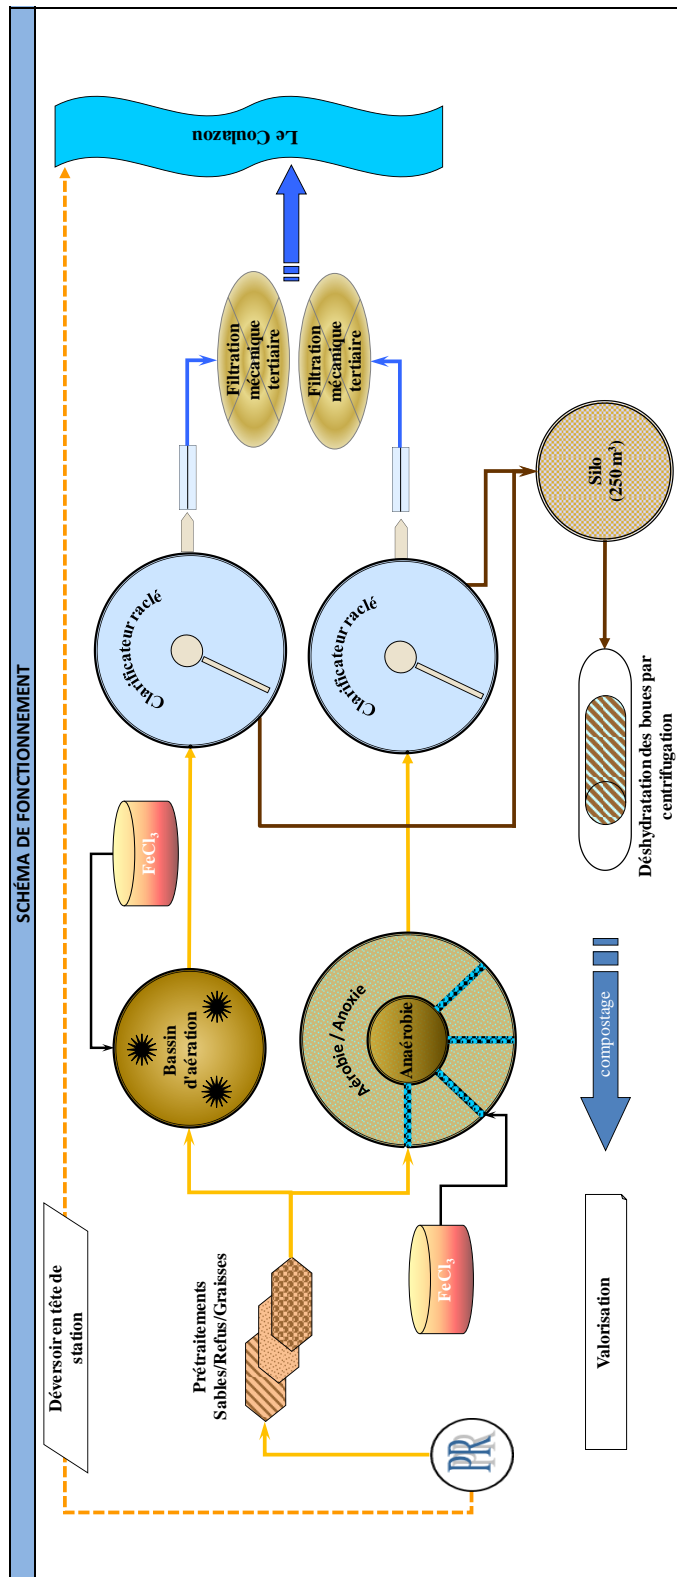 SCHÉMA DE FONCTIONNEMENT
Déversoir en tête de
station
Le Coulazou
PR
Prétraitements
Sables/Refus/Graisses
FeCl₃
Bassin
d'aération
Clarificateur raclé
Filtration
mécanique
tertiaire
FeCl₃
Aérobie / Anoxie
Anaérobie
Clarificateur raclé
Filtration
mécanique
tertiaire
Silo
(250 m³)
Déshydratation des boues par
centrifugation
compostage
Valorisation